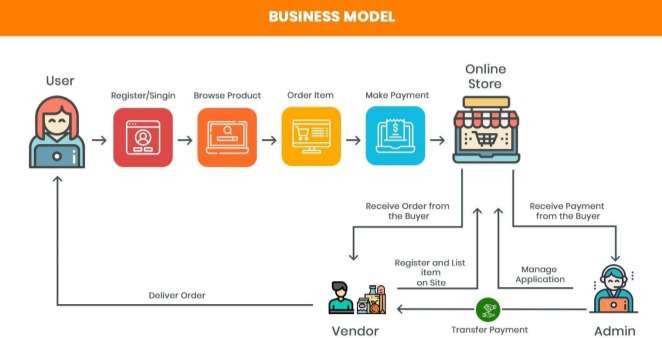 BUSINESS MODEL
User
Register/Singin
Browse Product
Order Item
Make Payment
Online
Store
Receive Order from
the Buyer
Receive Payment
from the Buyer
Register and List
item
on Site
Manage
Application
Deliver Order
Vendor
Transfer Payment
Admin